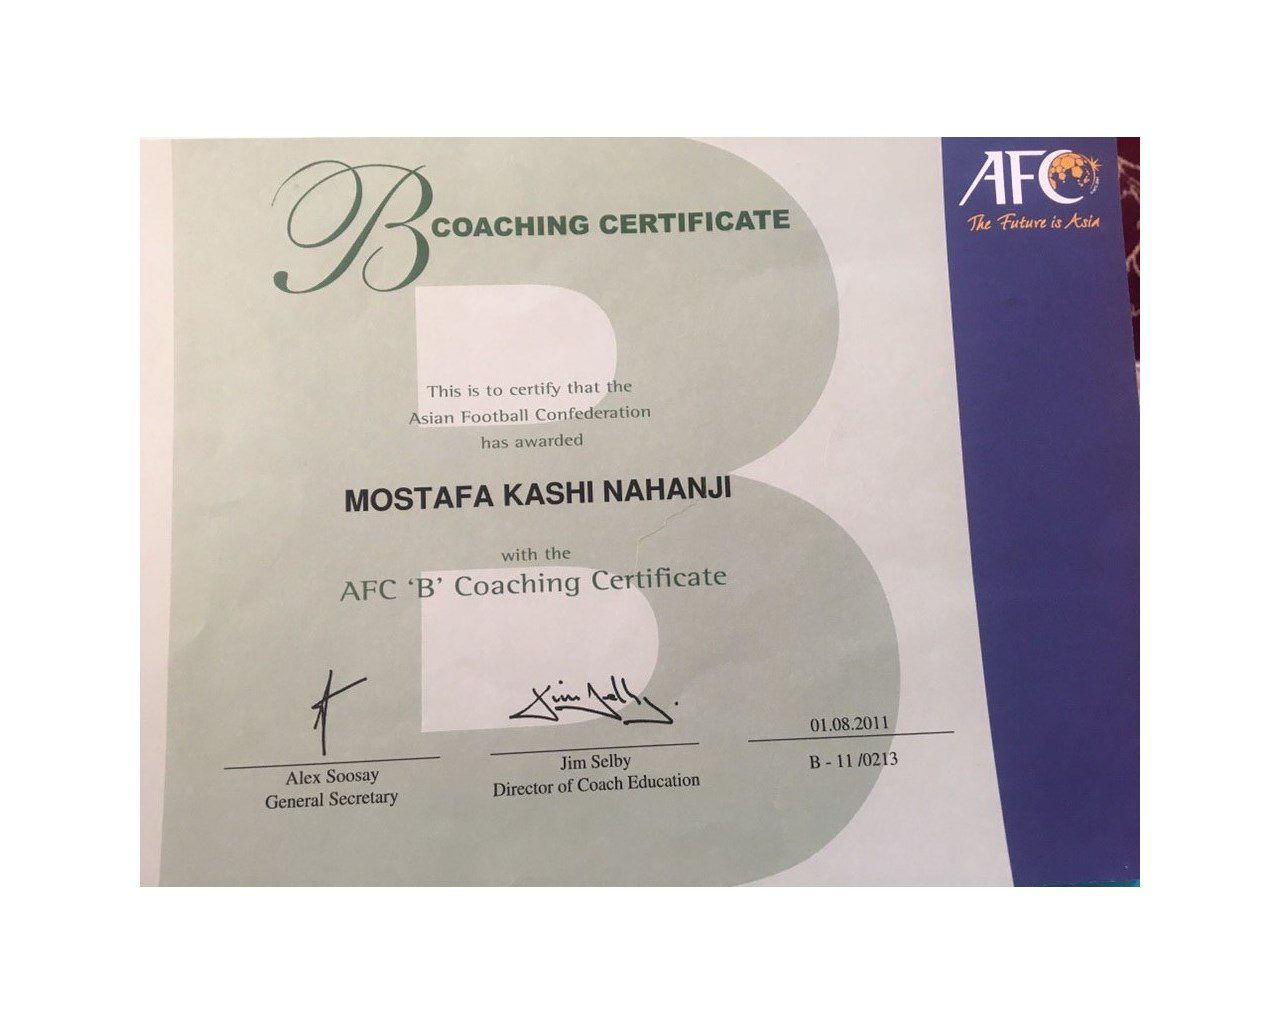 B COACHING CERTIFICATE
AFC
The Future is Asia
This is to certify that the
Asian Football Confederation
has awarded
MOSTAFA KASHI NAHANJI
with the
AFC ‘B’ Coaching Certificate
Jim Selby.
Alex Soosay
General Secretary
Jim Selby
Director of Coach Education
01.08.2011
B - 11 /0213